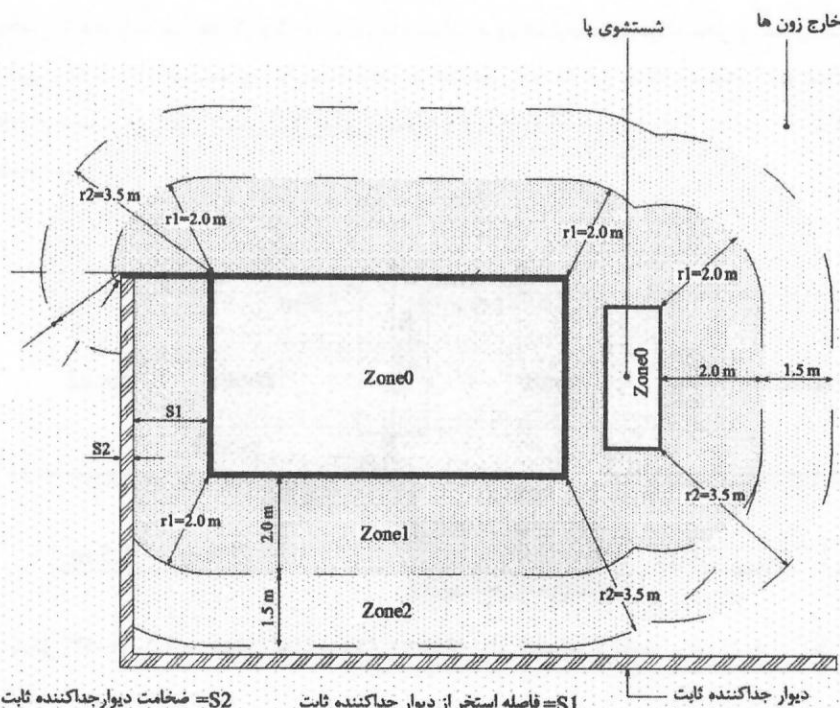 خارج زون ها
شستشوی پا
r2=3.5 m
r1=2.0 m
r1=2.0 m
r1=2.0 m
Zone0
Zone0
2.0 m
1.5 m
S1
S2
r1=2.0 m
2.0 m
Zone1
r2=3.5 m
r2=3.5 m
1.5 m
Zone2
دیوار جداکننده ثابت
S1= فاصله استخر از دیوار جداکننده ثابت
S2= ضخامت دیوارجداکننده ثابت